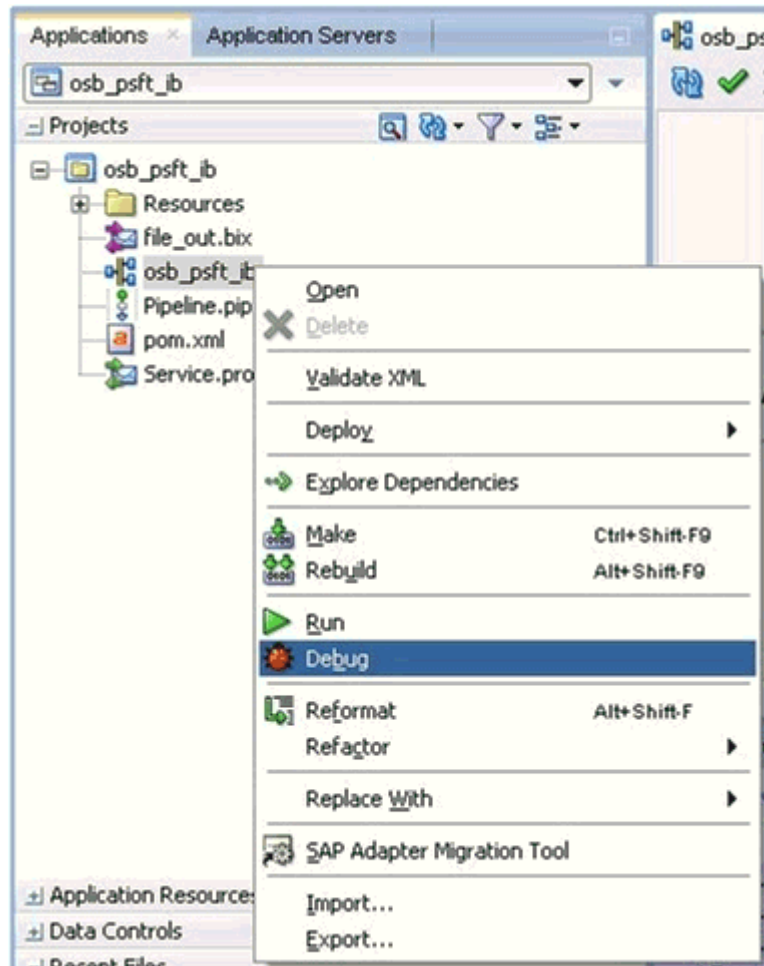 Applications Application Servers
osb_ps
osb_psft_ib
Projects
osb_psft_ib
Resources
file_out.bix
osb_psft_ib
Pipeline.pip
pom.xml
Service.pro
Open
Delete
Validate XML
Deploy
Explore Dependencies
Make Ctrl+Shift-F9
Rebuild Alt+Shift-F9
Run
Debug
Reformat Alt+Shift-F
Refactor
Replace With
SAP Adapter Migration Tool
Import...
Export...
Application Resources
Data Controls
Recent Files